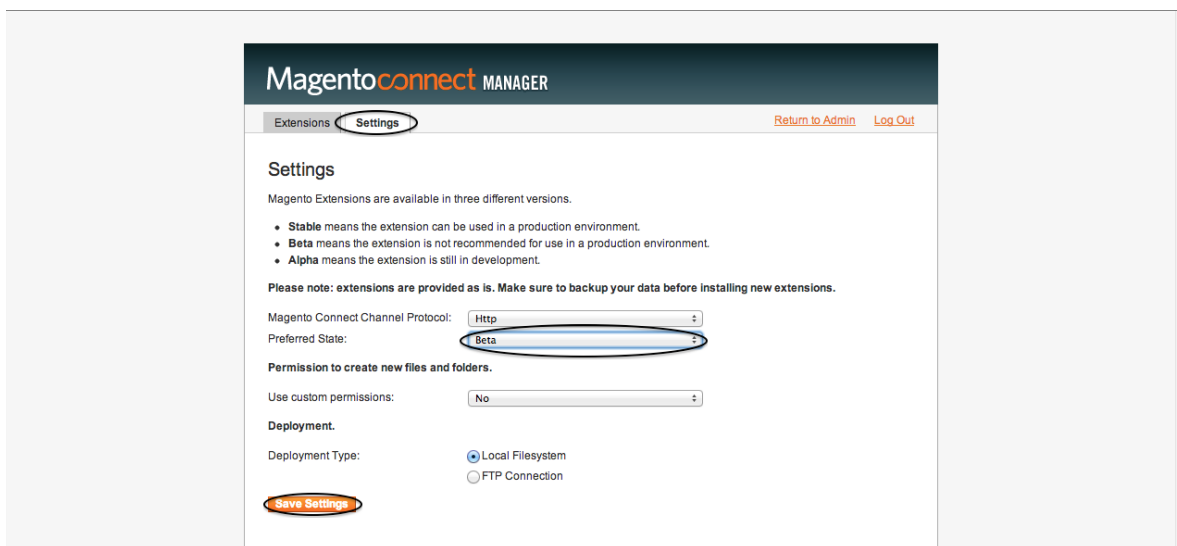 Magentoconnect MANAGER
Extensions Settings Return to Admin Log Out
Settings
Magento Extensions are available in three different versions.
Stable means the extension can be used in a production environment.
Beta means the extension is not recommended for use in a production environment.
Alpha means the extension is still in development.
Please note: extensions are provided as is. Make sure to backup your data before installing new extensions.
Magento Connect Channel Protocol: Http
Preferred State: Beta
Permission to create new files and folders.
Use custom permissions: No
Deployment.
Deployment Type: Local Filesystem
FTP Connection
Save Settings